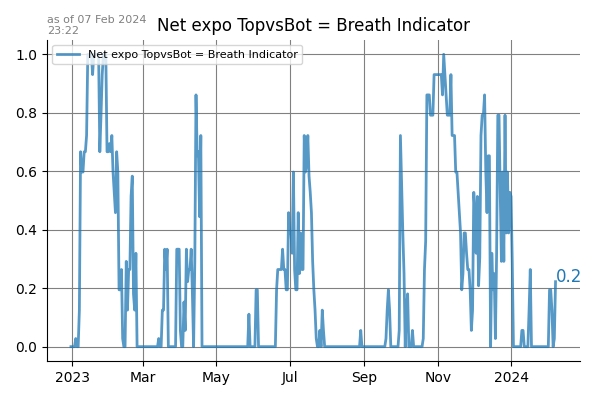 as of 07 Feb 2024
23:22
Net expo TopvsBot = Breath Indicator
Net expo TopvsBot = Breath Indicator
1.0
0.8
0.6
0.4
0.2
0.2
0.0
2023 Mar May Jul Sep Nov 2024